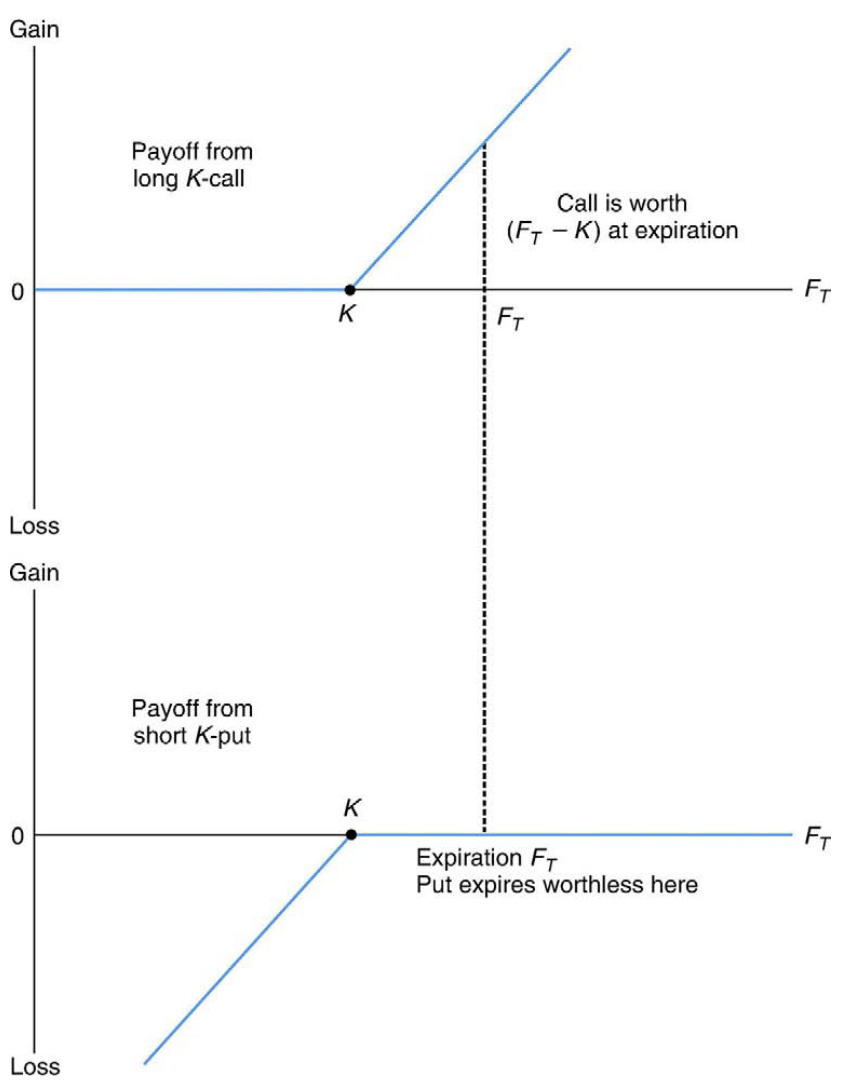 Gain
Payoff from
long K-call
Call is worth
(F_T − K) at expiration
0
F_T
K
F_T
Loss
Gain
Payoff from
short K-put
K
0
F_T
Expiration F_T
Put expires worthless here
Loss